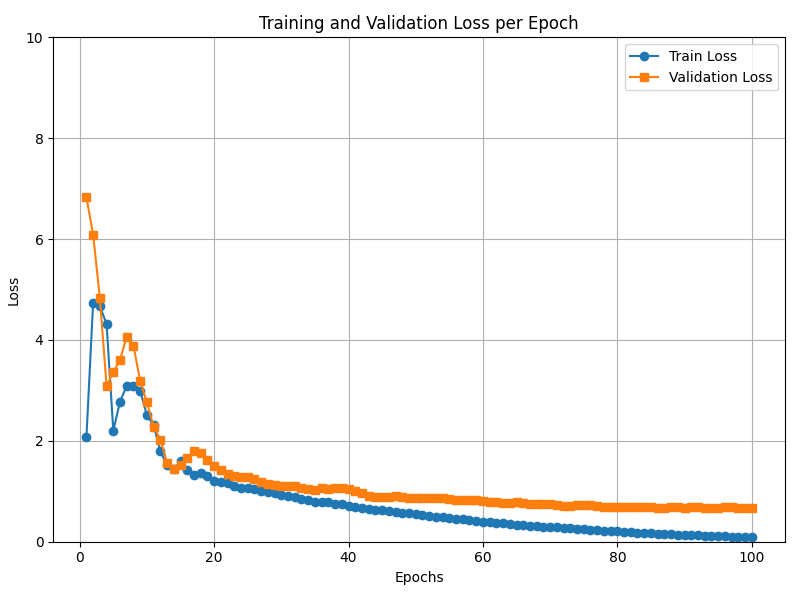 Training and Validation Loss per Epoch
10
8
6
4
2
0
Loss
Train Loss
Validation Loss
0 20 40 60 80 100
Epochs